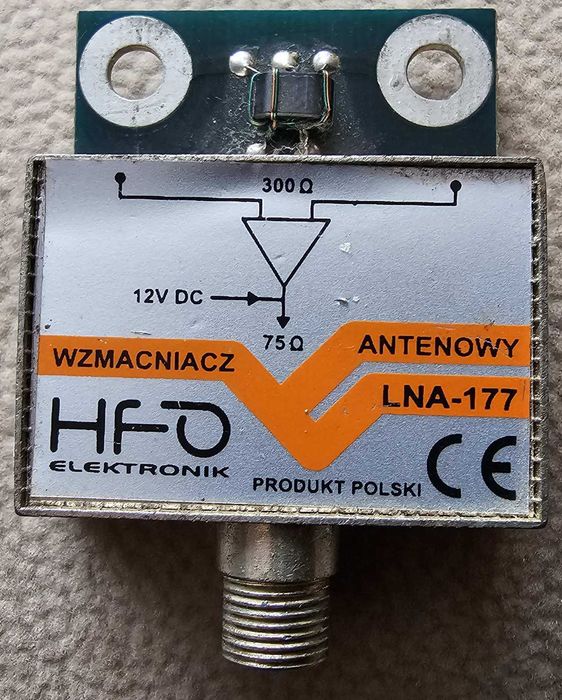 300 Ω
12V DC
75 Ω
WZMACNIACZ
ANTENOWY
LNA-177
HFO
ELEKTRONIK
PRODUKT POLSKI
CE